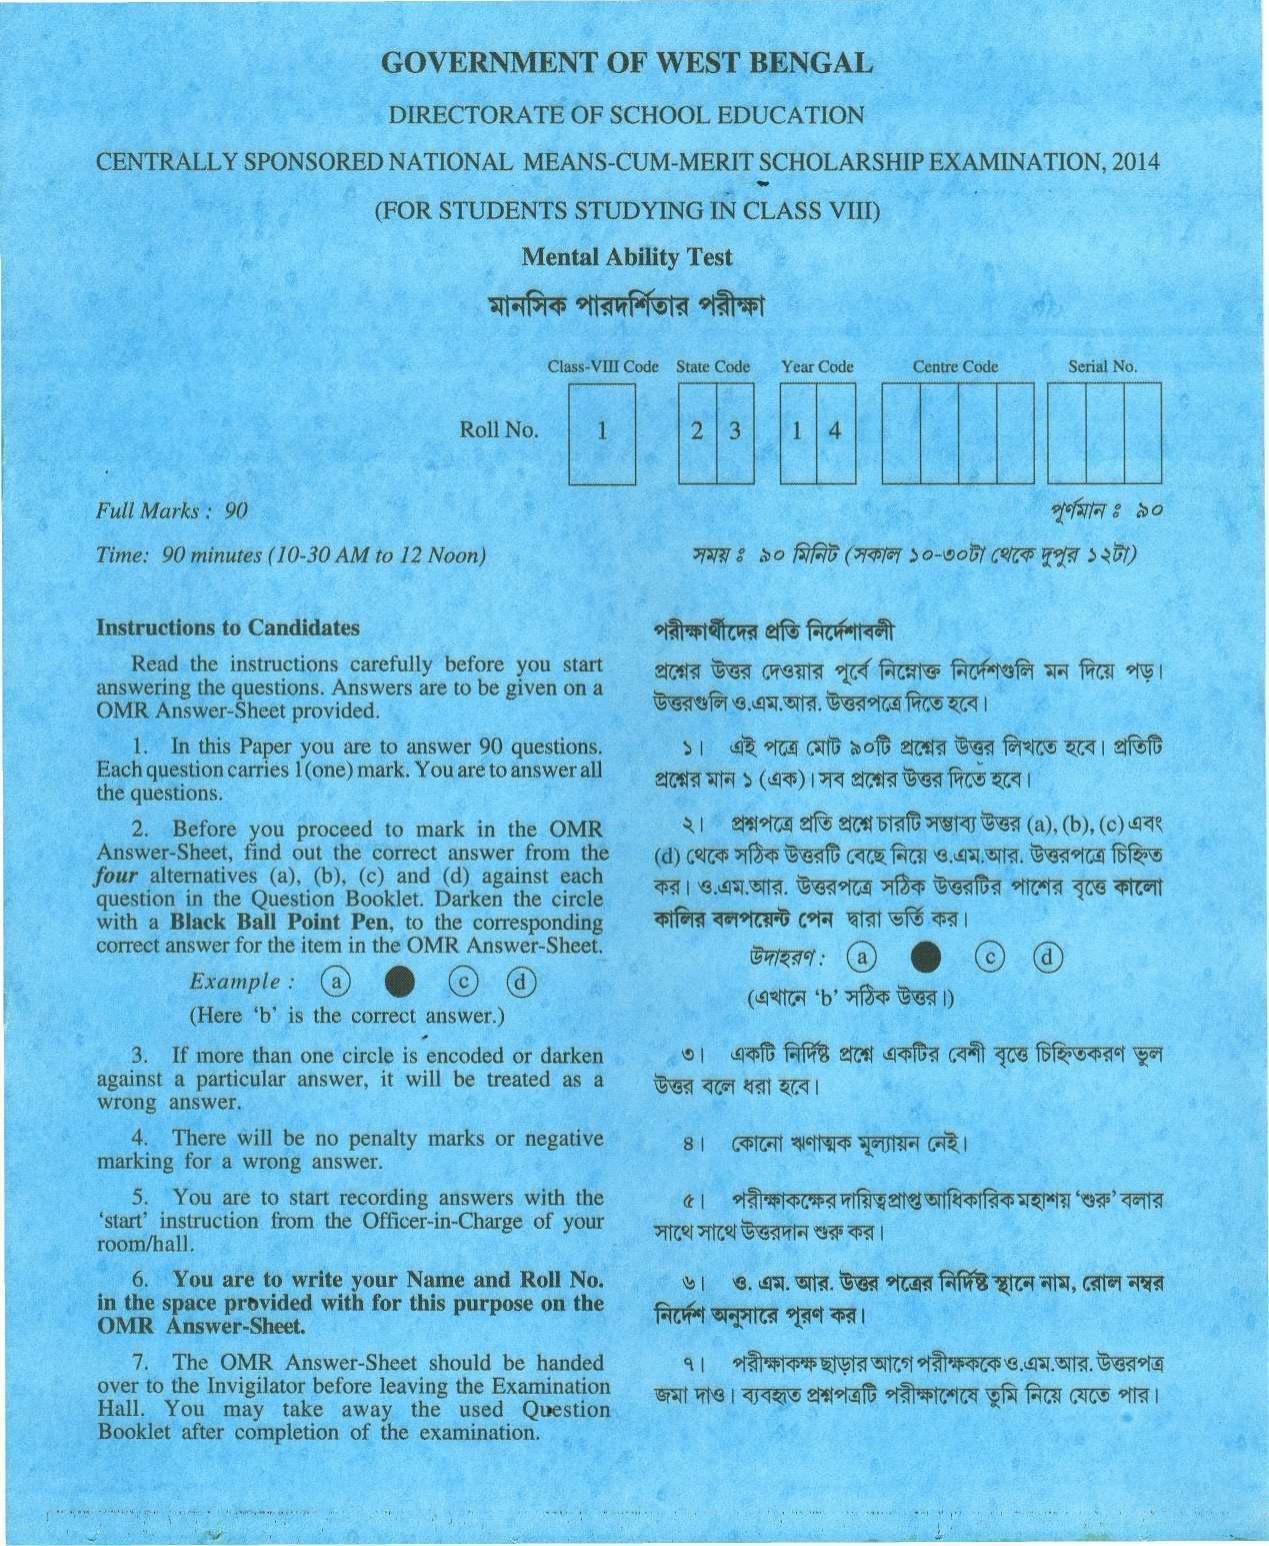 GOVERNMENT OF WEST BENGAL
DIRECTORATE OF SCHOOL EDUCATION
CENTRALLY SPONSORED NATIONAL MEANS-CUM-MERIT SCHOLARSHIP EXAMINATION, 2014
(FOR STUDENTS STUDYING IN CLASS VIII)
Mental Ability Test
মানসিক পারদর্শিতার পরীক্ষা
Class-VIII Code State Code Year Code Centre Code Serial No.
Roll No. 1 2 3 1 4
Full Marks : 90
পূর্ণমান ঃ ৯০
Time: 90 minutes (10-30 AM to 12 Noon)
সময় ঃ ৯০ মিনিট (সকাল ১০-৩০টা থেকে দুপুর ১২টা)
Instructions to Candidates
Read the instructions carefully before you start
answering the questions. Answers are to be given on a
OMR Answer-Sheet provided.
1. In this Paper you are to answer 90 questions.
Each question carries 1(one) mark. You are to answer all
the questions.
2. Before you proceed to mark in the OMR
Answer-Sheet, find out the correct answer from the
four alternatives (a), (b), (c) and (d) against each
question in the Question Booklet. Darken the circle
with a Black Ball Point Pen, to the corresponding
correct answer for the item in the OMR Answer-Sheet.
Example : a c d
(Here ‘b’ is the correct answer.)
3. If more than one circle is encoded or darken
against a particular answer, it will be treated as a
wrong answer.
4. There will be no penalty marks or negative
marking for a wrong answer.
5. You are to start recording answers with the
‘start’ instruction from the Officer-in-Charge of your
room/hall.
6. You are to write your Name and Roll No.
in the space provided with for this purpose on the
OMR Answer-Sheet.
7. The OMR Answer-Sheet should be handed
over to the Invigilator before leaving the Examination
Hall. You may take away the used Question
Booklet after completion of the examination.
পরীক্ষার্থীদের প্রতি নির্দেশাবলী
প্রশ্নের উত্তর দেওয়ার পূর্বে নিম্নোক্ত নির্দেশগুলি মন দিয়ে পড়।
উত্তরগুলি ও.এম.আর. উত্তরপত্রে দিতে হবে।
১। এই পত্রে মোট ৯০টি প্রশ্নের উত্তর লিখতে হবে। প্রতিটি
প্রশ্নের মান ১ (এক)। সব প্রশ্নের উত্তর দিতে হবে।
২। প্রশ্নপত্রে প্রতি প্রশ্নে চারটি সম্ভাব্য উত্তর (a), (b), (c) এবং
(d) থেকে সঠিক উত্তরটি বেছে নিয়ে ও.এম.আর. উত্তরপত্রে চিহ্নিত
কর। ও.এম.আর. উত্তরপত্রে সঠিক উত্তরটির পাশের বৃত্তে কালো
কালির বলপয়েন্ট পেন দ্বারা ভর্তি কর।
উদাহরণ : a c d
(এখানে ‘b’ সঠিক উত্তর।)
৩। একটি নির্দিষ্ট প্রশ্নে একটির বেশী বৃত্তে চিহ্নিতকরণ ভুল
উত্তর বলে ধরা হবে।
৪। কোনো ঋণাত্মক মূল্যায়ন নেই।
৫। পরীক্ষাকক্ষের দায়িত্বপ্রাপ্ত আধিকারিক মহাশয় ‘শুরু’ বলার
সাথে সাথে উত্তরদান শুরু কর।
৬। ও. এম. আর. উত্তর পত্রের নির্দিষ্ট স্থানে নাম, রোল নম্বর
নির্দেশ অনুসারে পূরণ কর।
৭। পরীক্ষাকক্ষ ছাড়ার আগে পরীক্ষককে ও.এম.আর. উত্তরপত্র
জমা দাও। ব্যবহৃত প্রশ্নপত্রটি পরীক্ষাশেষে তুমি নিয়ে যেতে পার।